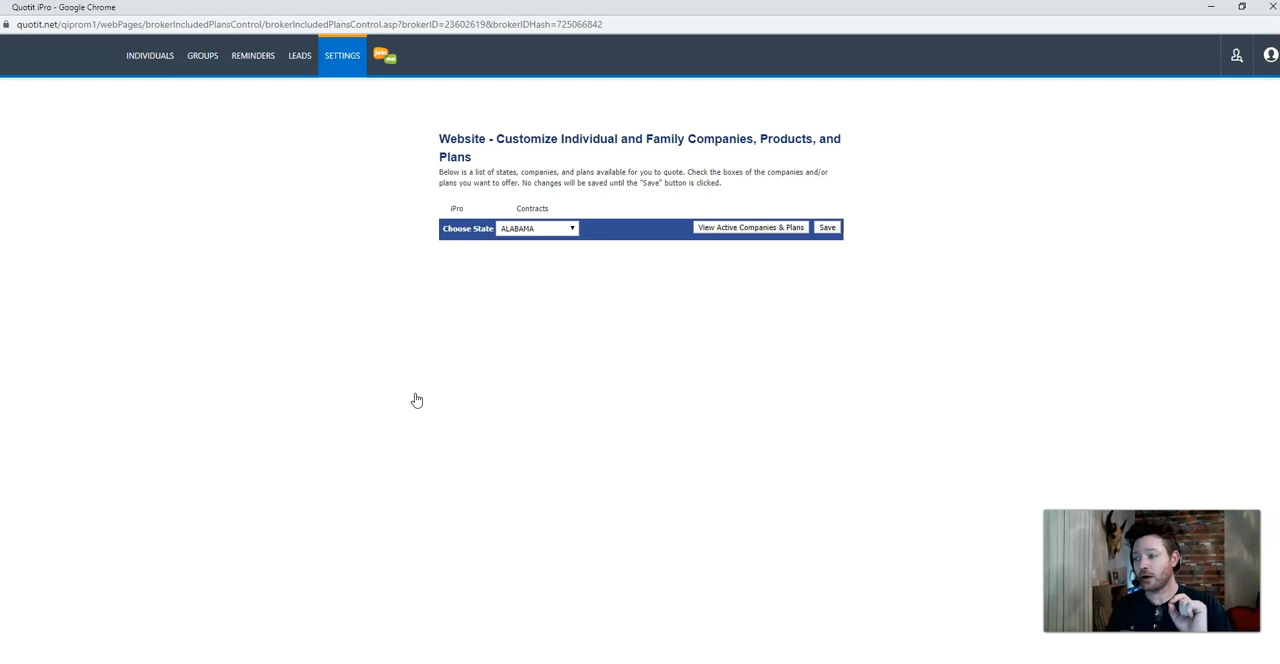 Quotit iPro - Google Chrome
quotit.net/qiprom1/webPages/brokerIncludedPlansControl/brokerIncludedPlansControl.asp?brokerID=23602619&brokerIDHash=725066842
INDIVIDUALS GROUPS REMINDERS LEADS SETTINGS join me
Website - Customize Individual and Family Companies, Products, and
Plans
Below is a list of states, companies, and plans available for you to quote. Check the boxes of the companies and/or
plans you want to offer. No changes will be saved until the "Save" button is clicked.
iPro Contracts
Choose State ALABAMA View Active Companies & Plans Save